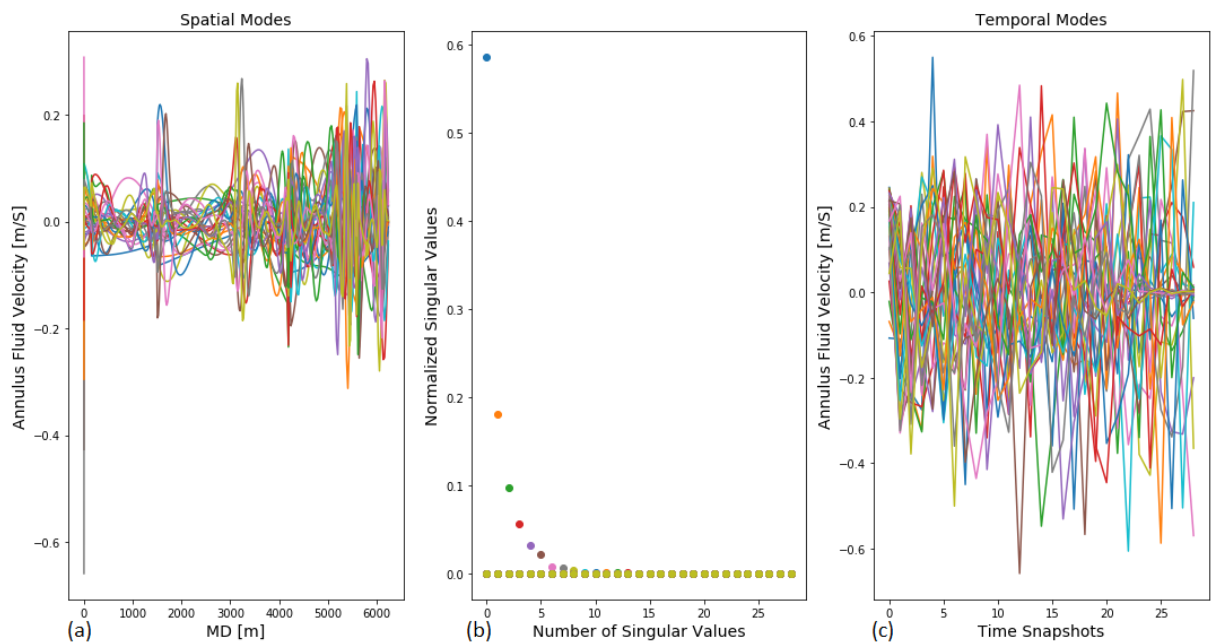 Spatial Modes
Annulus Fluid Velocity [m/S]
0.2
0.0
−0.2
−0.4
−0.6
0 1000 2000 3000 4000 5000 6000
(a) MD [m]
Normalized Singular Values
0.6
0.5
0.4
0.3
0.2
0.1
0.0
0 5 10 15 20 25
(b) Number of Singular Values
Temporal Modes
Annulus Fluid Velocity [m/S]
0.6
0.4
0.2
0.0
−0.2
−0.4
−0.6
0 5 10 15 20 25
(c) Time Snapshots